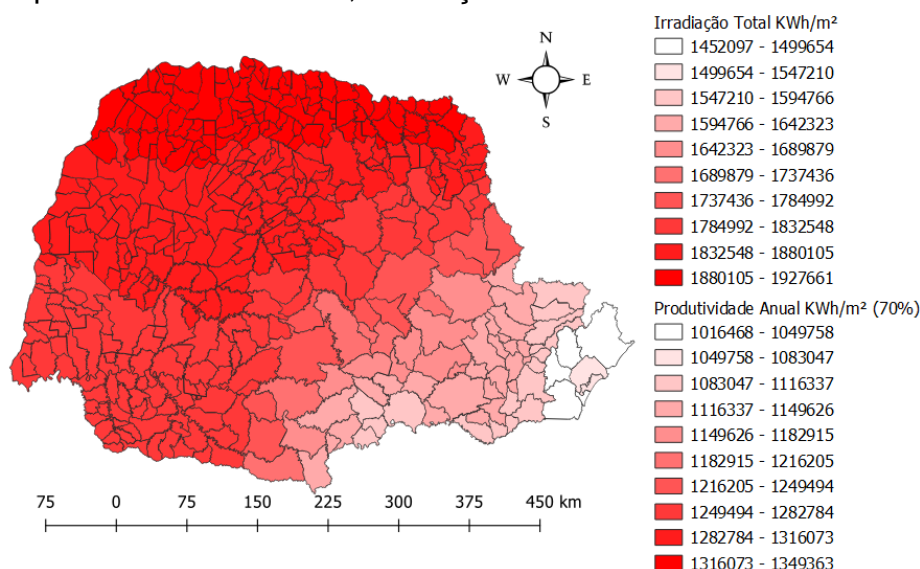 Irradiação Total KWh/m²
1452097 - 1499654
1499654 - 1547210
1547210 - 1594766
1594766 - 1642323
1642323 - 1689879
1689879 - 1737436
1737436 - 1784992
1784992 - 1832548
1832548 - 1880105
1880105 - 1927661
Produtividade Anual KWh/m² (70%)
1016468 - 1049758
1049758 - 1083047
1083047 - 1116337
1116337 - 1149626
1149626 - 1182915
1182915 - 1216205
1216205 - 1249494
1249494 - 1282784
1282784 - 1316073
1316073 - 1349363
N
W E
S
75 0 75 150 225 300 375 450 km